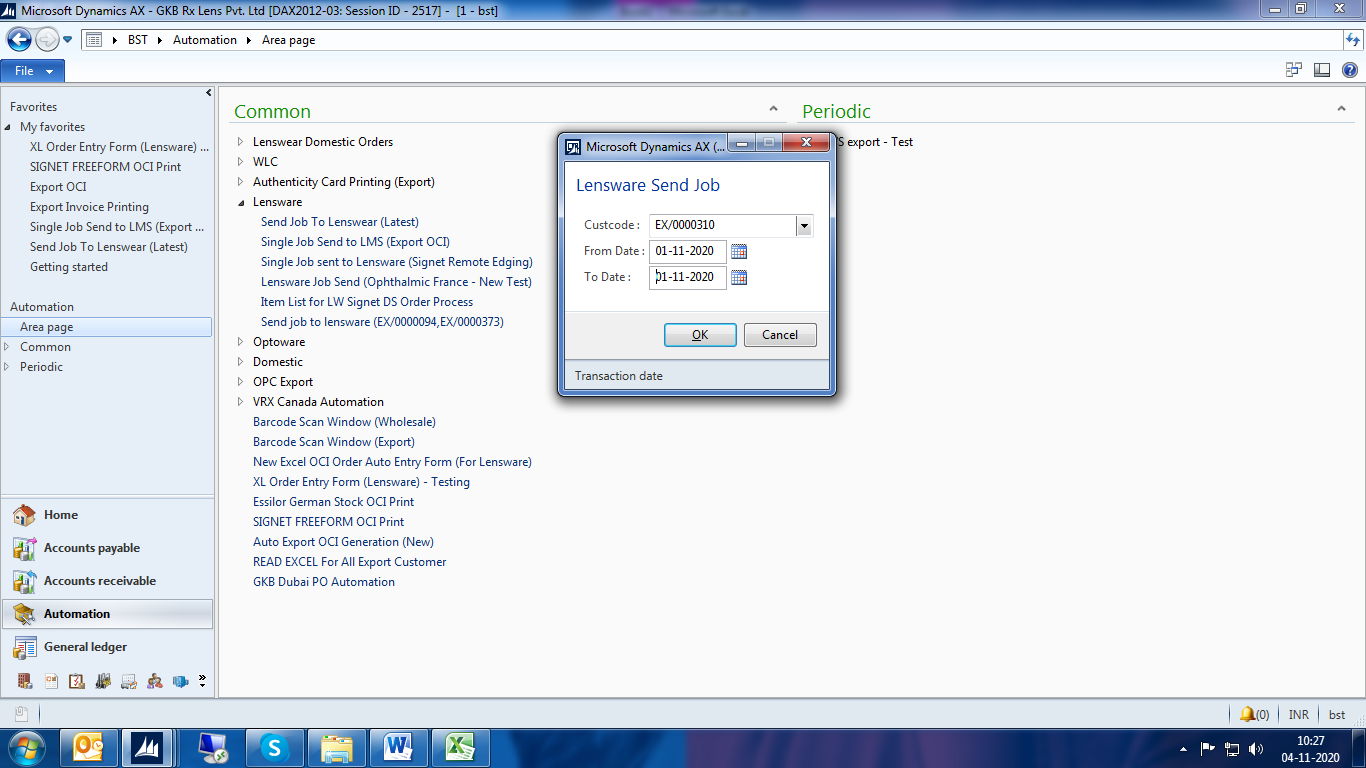 Microsoft Dynamics AX - GKB Rx Lens Pvt. Ltd [DAX2012-03: Session ID - 2517] - [1 - bst]
BST Automation Area page
File
Favorites
My favorites
XL Order Entry Form (Lensware) ...
SIGNET FREEFORM OCI Print
Export OCI
Export Invoice Printing
Single Job Send to LMS (Export ...
Send Job To Lenswear (Latest)
Getting started
Automation
Area page
Common
Periodic
Home
Accounts payable
Accounts receivable
Automation
General ledger
Common
Lenswear Domestic Orders
WLC
Authenticity Card Printing (Export)
Lensware
Send Job To Lenswear (Latest)
Single Job Send to LMS (Export OCI)
Single Job sent to Lensware (Signet Remote Edging)
Lensware Job Send (Ophthalmic France - New Test)
Item List for LW Signet DS Order Process
Send job to lensware (EX/0000094,EX/0000373)
Optoware
Domestic
OPC Export
VRX Canada Automation
Barcode Scan Window (Wholesale)
Barcode Scan Window (Export)
New Excel OCI Order Auto Entry Form (For Lensware)
XL Order Entry Form (Lensware) - Testing
Essilor German Stock OCI Print
SIGNET FREEFORM OCI Print
Auto Export OCI Generation (New)
READ EXCEL For All Export Customer
GKB Dubai PO Automation
Periodic
S export - Test
Microsoft Dynamics AX (...
Lensware Send Job
Custcode : EX/0000310
From Date : 01-11-2020
To Date : 01-11-2020
OK Cancel
Transaction date
(0) INR bst
10:27
04-11-2020